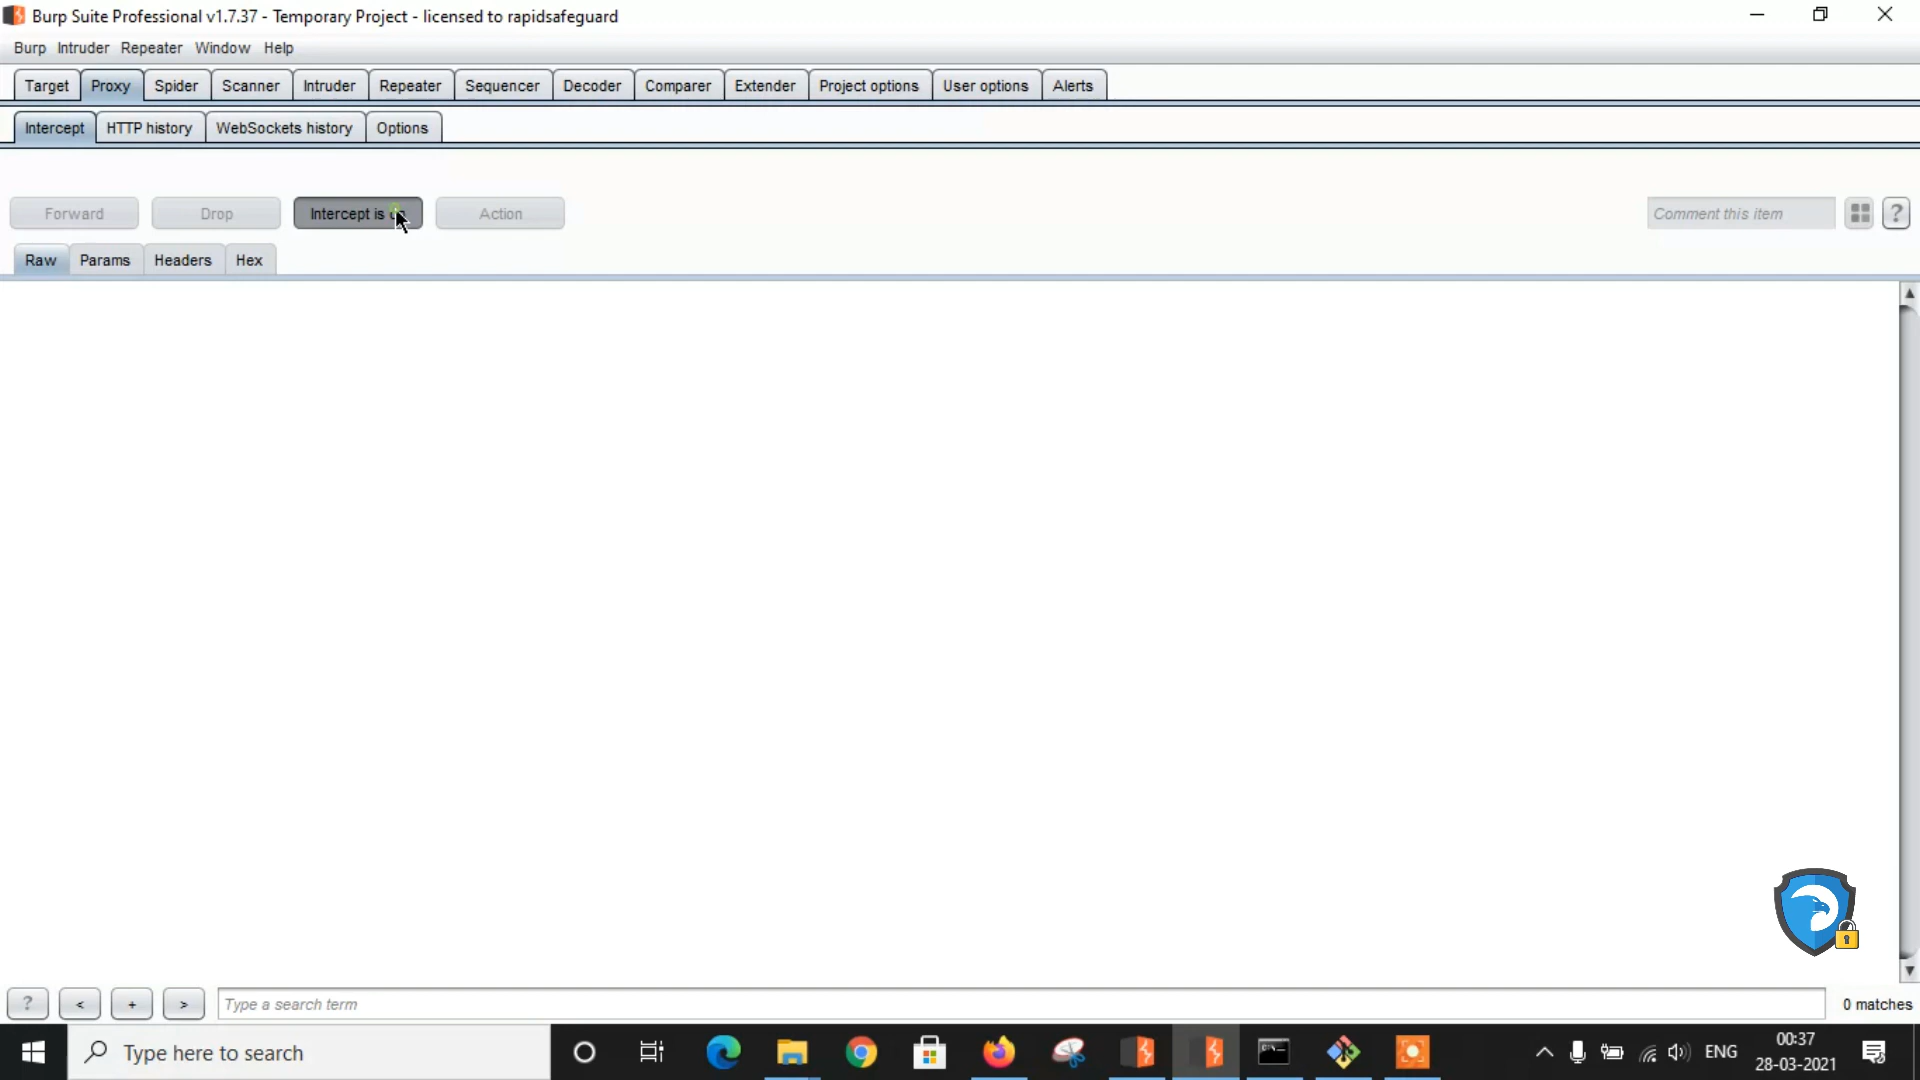 Burp Suite Professional v1.7.37 - Temporary Project - licensed to rapidsafeguard
Burp Intruder Repeater Window Help
Target Proxy Spider Scanner Intruder Repeater Sequencer Decoder Comparer Extender Project options User options Alerts
Intercept HTTP history WebSockets history Options
Forward Drop Intercept is Action Comment this item ?
Raw Params Headers Hex
? < + > Type a search term 0 matches
Type here to search ENG 00:37
28-03-2021